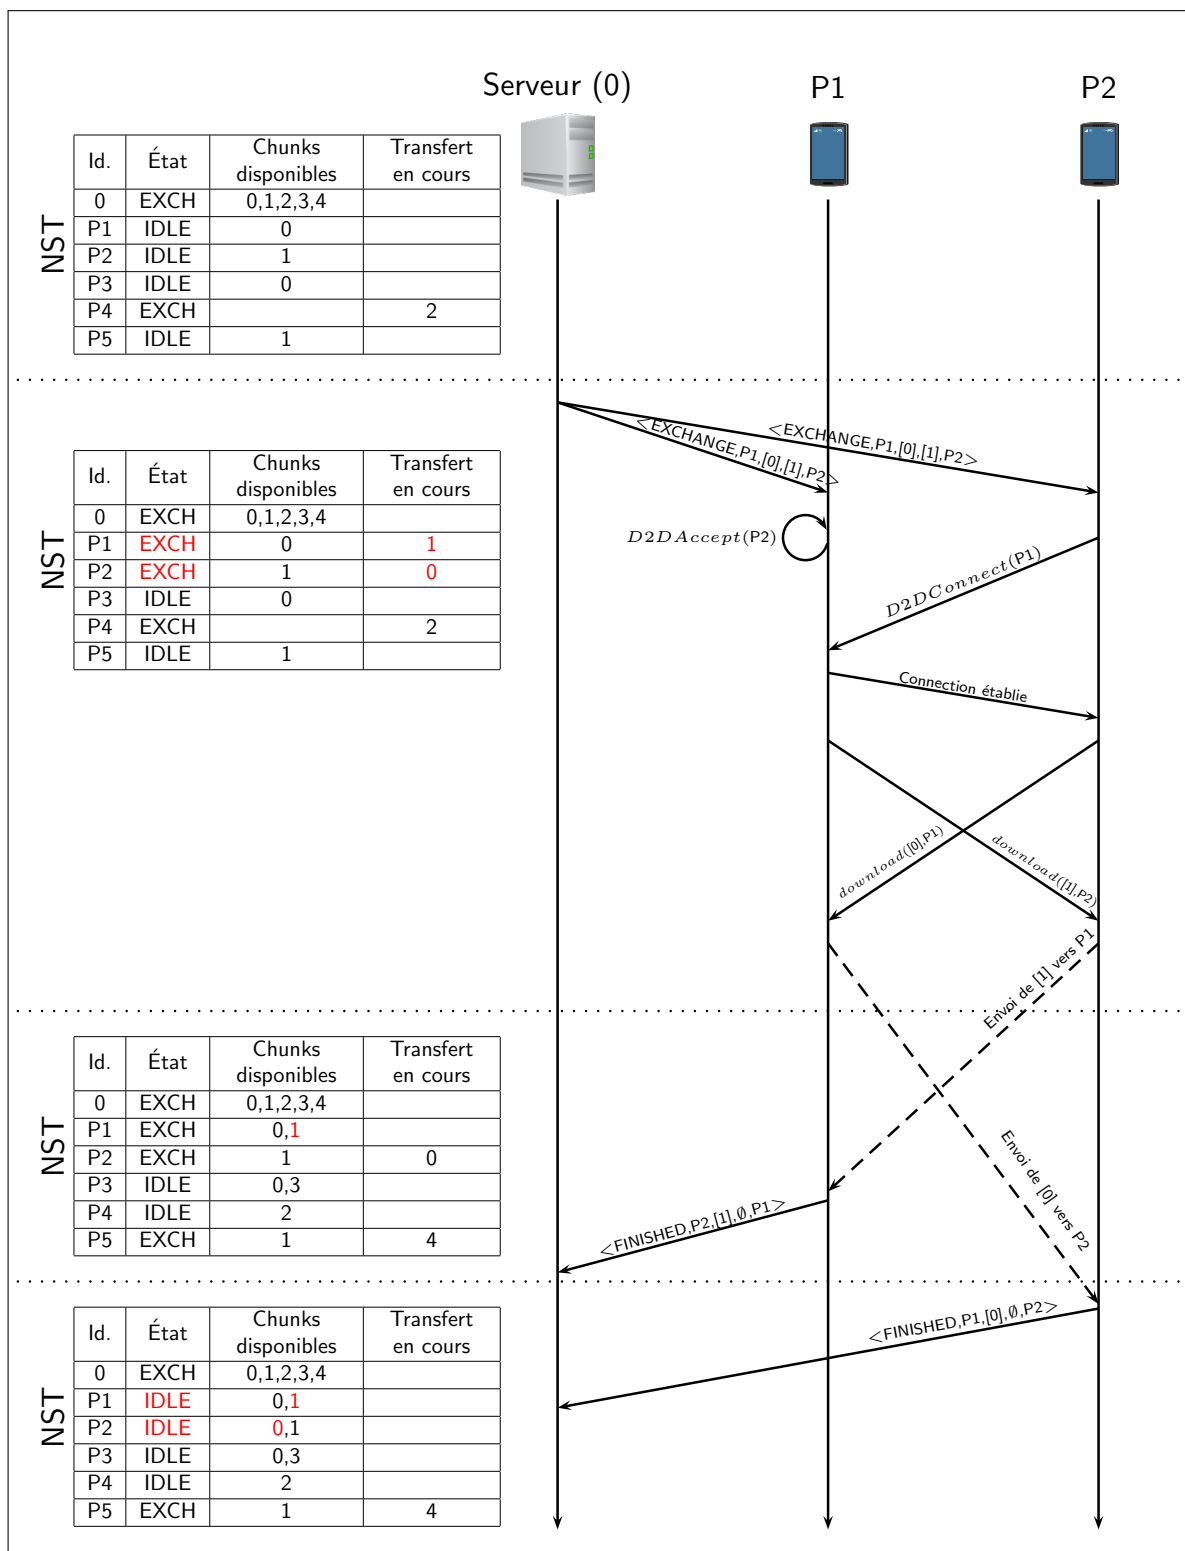 Serveur (0) P1 P2
NST
Id. État Chunks disponibles Transfert en cours
0 EXCH 0,1,2,3,4
P1 IDLE 0
P2 IDLE 1
P3 IDLE 0
P4 EXCH 2
P5 IDLE 1
<EXCHANGE,P1,[0],[1],P2>
<EXCHANGE,P1,[0],[1],P2>
NST
Id. État Chunks disponibles Transfert en cours
0 EXCH 0,1,2,3,4
P1 EXCH 0 1
P2 EXCH 1 0
P3 IDLE 0
P4 EXCH 2
P5 IDLE 1
D2DAccept(P2)
D2DConnect(P1)
Connection établie
download([0],P1)
download([1],P2)
Envoi de [1] vers P1
Envoi de [0] vers P2
NST
Id. État Chunks disponibles Transfert en cours
0 EXCH 0,1,2,3,4
P1 EXCH 0,1
P2 EXCH 1 0
P3 IDLE 0,3
P4 IDLE 2
P5 EXCH 1 4
<FINISHED,P2,[1],∅,P1>
<FINISHED,P1,[0],∅,P2>
NST
Id. État Chunks disponibles Transfert en cours
0 EXCH 0,1,2,3,4
P1 IDLE 0,1
P2 IDLE 0,1
P3 IDLE 0,3
P4 IDLE 2
P5 EXCH 1 4